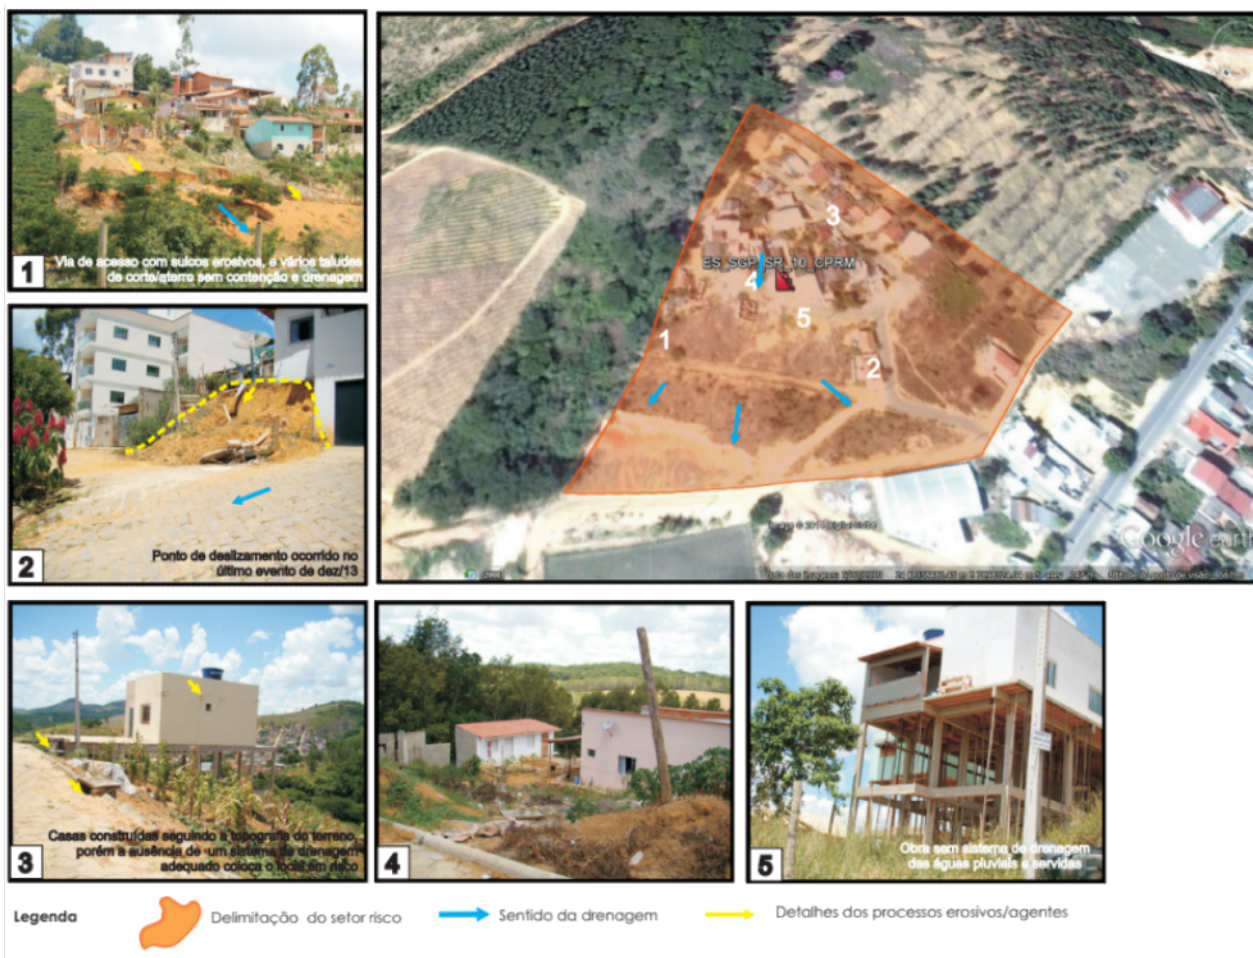 1
Via de acesso com sulcos erosivos, e vários taludes
de corte/aterro sem contenção e drenagem
2
Ponto de deslizamento ocorrido no
último evento de dez/13
ES_SGP_SR_10_CPRM
3
4
5
1
2
Google earth
3
Casas construídas seguindo a topografia do terreno,
porém a ausência de um sistema de drenagem
adequado coloca o local em risco
4
5
Obra sem sistema de drenagem
das águas pluviais e servidas
Legenda
Delimitação do setor risco
Sentido da drenagem
Detalhes dos processos erosivos/agentes